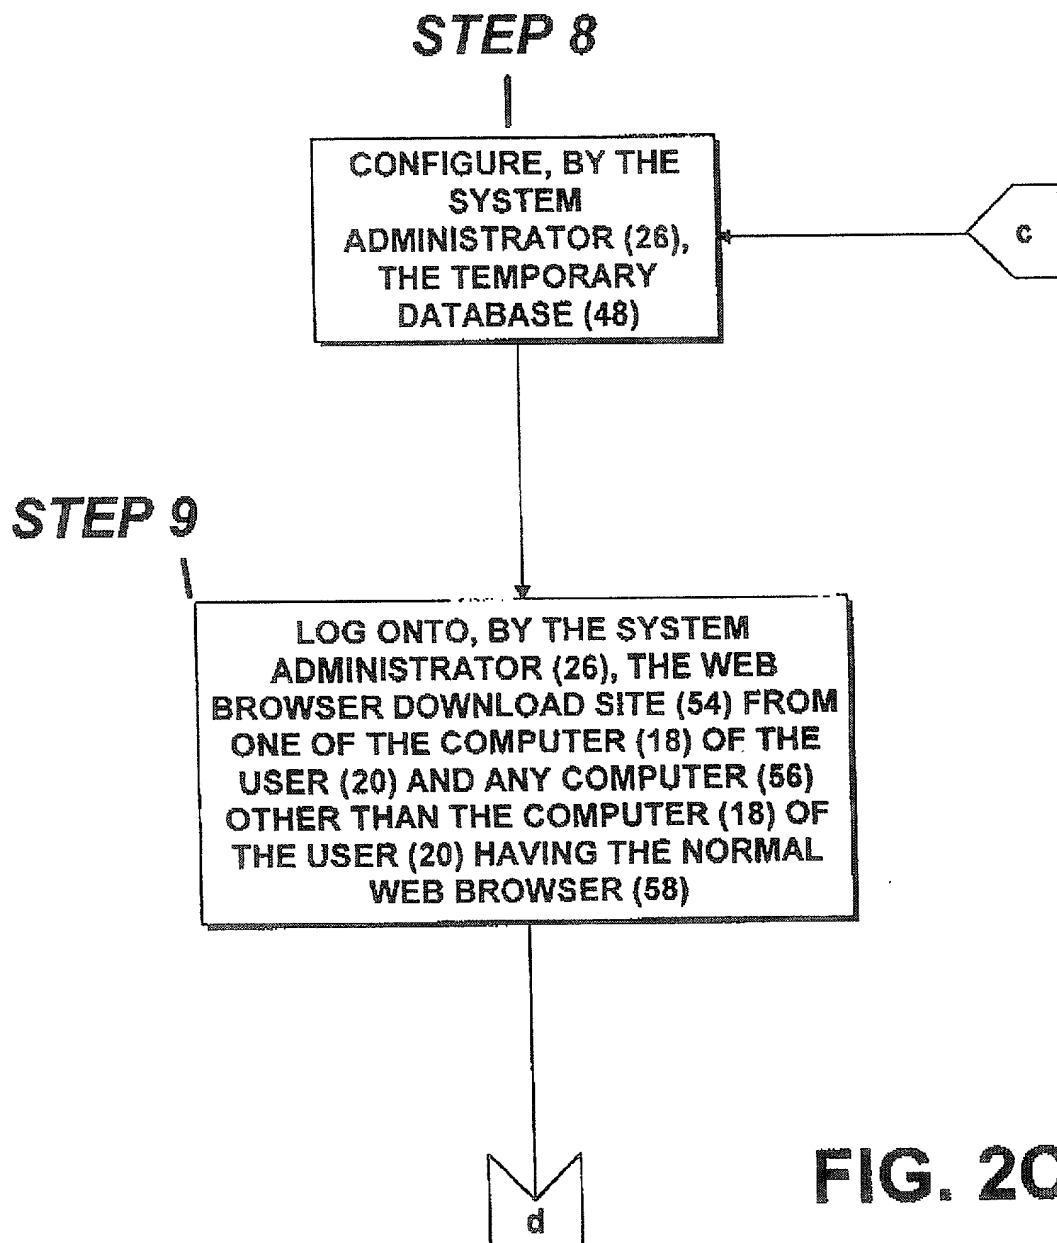 STEP 8
CONFIGURE, BY THE
SYSTEM
ADMINISTRATOR (26),
THE TEMPORARY
DATABASE (48)
c
STEP 9
LOG ONTO, BY THE SYSTEM
ADMINISTRATOR (26), THE WEB
BROWSER DOWNLOAD SITE (54) FROM
ONE OF THE COMPUTER (18) OF THE
USER (20) AND ANY COMPUTER (56)
OTHER THAN THE COMPUTER (18) OF
THE USER (20) HAVING THE NORMAL
WEB BROWSER (58)
d
FIG. 2C